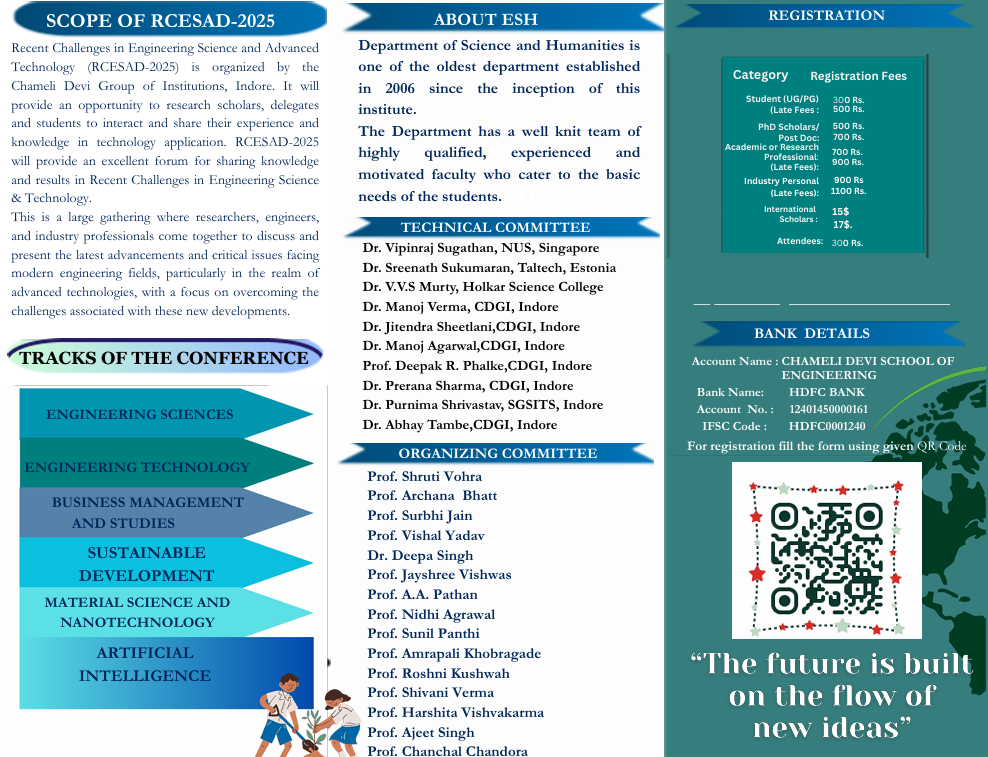 SCOPE OF RCESAD-2025
Recent Challenges in Engineering Science and Advanced
Technology (RCESAD-2025) is organized by the
Chameli Devi Group of Institutions, Indore. It will
provide an opportunity to research scholars, delegates
and students to interact and share their experience and
knowledge in technology application. RCESAD-2025
will provide an excellent forum for sharing knowledge
and results in Recent Challenges in Engineering Science
& Technology.
This is a large gathering where researchers, engineers,
and industry professionals come together to discuss and
present the latest advancements and critical issues facing
modern engineering fields, particularly in the realm of
advanced technologies, with a focus on overcoming the
challenges associated with these new developments.
TRACKS OF THE CONFERENCE
ENGINEERING SCIENCES
ENGINEERING TECHNOLOGY
BUSINESS MANAGEMENT
AND STUDIES
SUSTAINABLE
DEVELOPMENT
MATERIAL SCIENCE AND
NANOTECHNOLOGY
ARTIFICIAL
INTELLIGENCE
ABOUT ESH
Department of Science and Humanities is
one of the oldest department established
in 2006 since the inception of this
institute.
The Department has a well knit team of
highly qualified, experienced and
motivated faculty who cater to the basic
needs of the students.
TECHNICAL COMMITTEE
Dr. Vipinraj Sugathan, NUS, Singapore
Dr. Sreenath Sukumaran, Taltech, Estonia
Dr. V.V.S Murty, Holkar Science College
Dr. Manoj Verma, CDGI, Indore
Dr. Jitendra Sheetlani,CDGI, Indore
Dr. Manoj Agarwal,CDGI, Indore
Prof. Deepak R. Phalke,CDGI, Indore
Dr. Prerana Sharma, CDGI, Indore
Dr. Purnima Shrivastav, SGSITS, Indore
Dr. Abhay Tambe,CDGI, Indore
ORGANIZING COMMITTEE
Prof. Shruti Vohra
Prof. Archana Bhatt
Prof. Surbhi Jain
Prof. Vishal Yadav
Dr. Deepa Singh
Prof. Jayshree Vishwas
Prof. A.A. Pathan
Prof. Nidhi Agrawal
Prof. Sunil Panthi
Prof. Amrapali Khobragade
Prof. Roshni Kushwah
Prof. Shivani Verma
Prof. Harshita Vishvakarma
Prof. Ajeet Singh
Prof. Chanchal Chandora
REGISTRATION
Category Registration Fees
Student (UG/PG) 300 Rs.
(Late Fees : 500 Rs.
PhD Scholars/ 500 Rs.
Post Doc: 700 Rs.
Academic or Research 700 Rs.
Professional: 900 Rs.
(Late Fees):
Industry Personal 900 Rs.
(Late Fees): 1100 Rs.
International 15$
Scholars : 17$.
Attendees: 300 Rs.
BANK DETAILS
Account Name : CHAMELI DEVI SCHOOL OF
ENGINEERING
Bank Name: HDFC BANK
Account No. : 12401450000161
IFSC Code : HDFC0001240
For registration fill the form using given QR Code
“The future is built
on the flow of
new ideas”